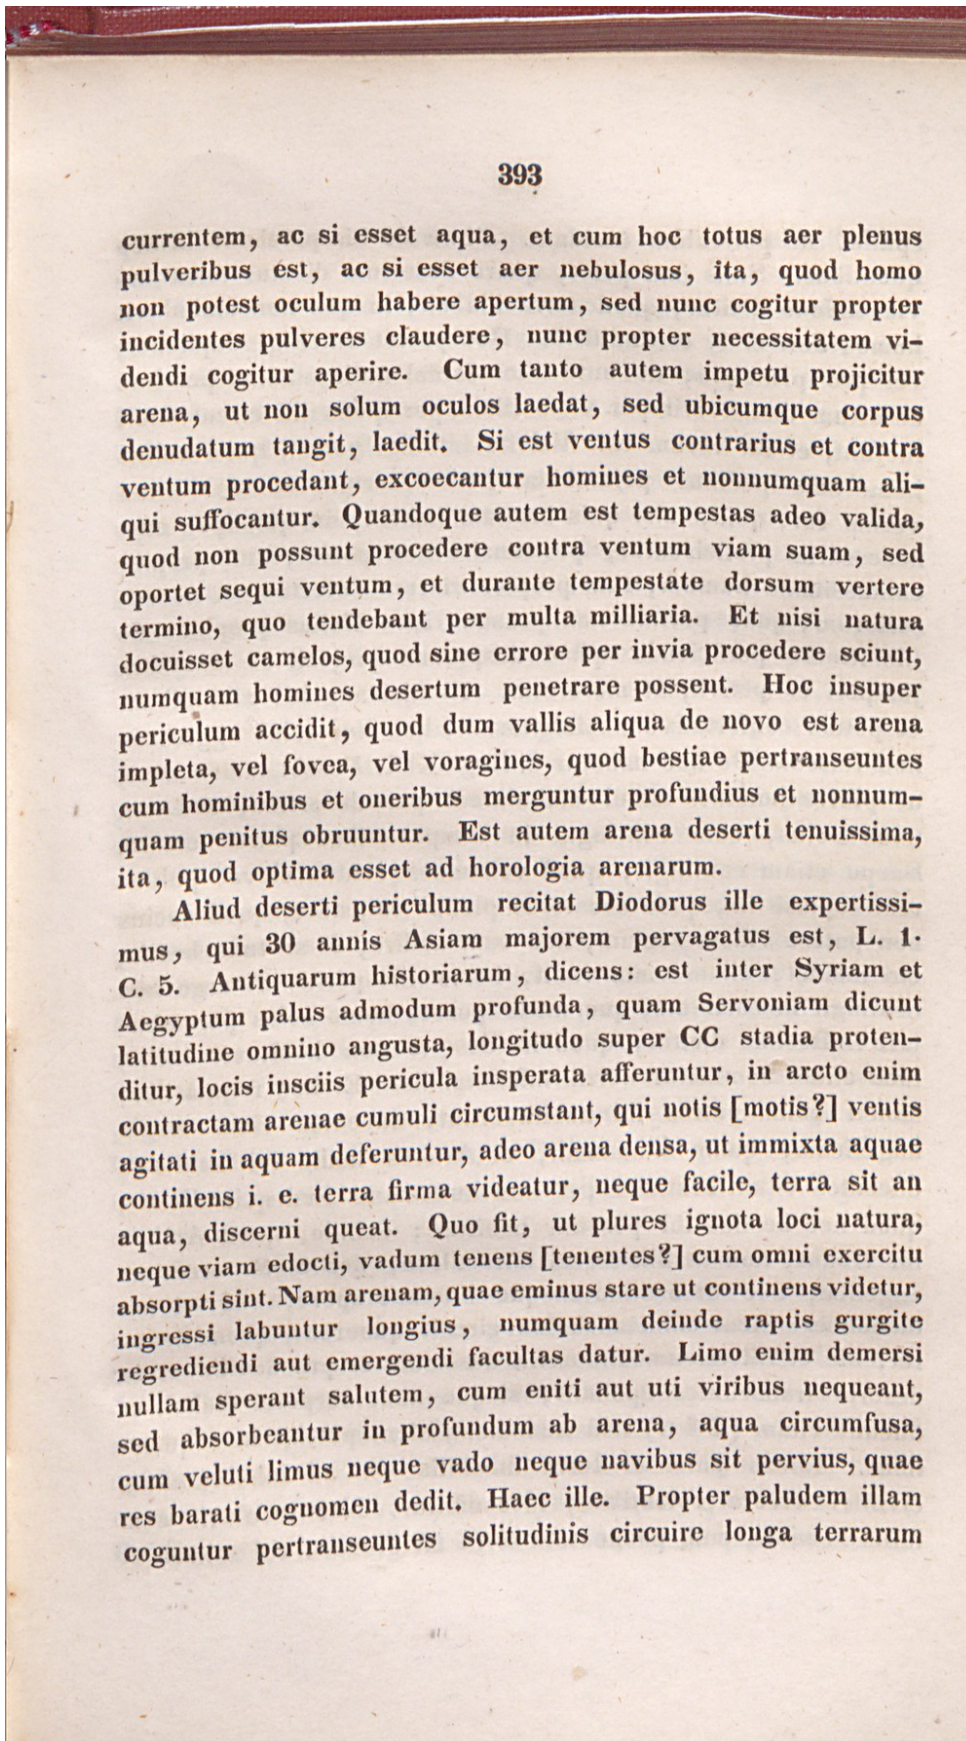 393
currentem, ac si esset aqua, et cum hoc totus aer plenus
pulveribus est, ac si esset aer nebulosus, ita, quod homo
non potest oculum habere apertum, sed nunc cogitur propter
incidentes pulveres claudere, nunc propter necessitatem vi-
dendi cogitur aperire. Cum tanto autem impetu projicitur
arena, ut non solum oculos laedat, sed ubicumque corpus
denudatum tangit, laedit. Si est ventus contrarius et contra
ventum procedant, excoecantur homines et nonnumquam ali-
qui suffocantur. Quandoque autem est tempestas adeo valida,
quod non possunt procedere contra ventum viam suam, sed
oportet sequi ventum, et durante tempestate dorsum vertere
termino, quo tendebant per multa milliaria. Et nisi natura
docuisset camelos, quod sine errore per invia procedere sciunt,
numquam homines desertum penetrare possent. Hoc insuper
periculum accidit, quod dum vallis aliqua de novo est arena
impleta, vel fovea, vel voragines, quod bestiae pertranseuntes
cum hominibus et oneribus merguntur profundius et nonnum-
quam penitus obruuntur. Est autem arena deserti tenuissima,
ita, quod optima esset ad horologia arenarum.
Aliud deserti periculum recitat Diodorus ille expertissi-
mus, qui 30 annis Asiam majorem pervagatus est, L. 1.
C. 5. Antiquarum historiarum, dicens: est inter Syriam et
Aegyptum palus admodum profunda, quam Servoniam dicunt
latitudine omnino angusta, longitudo super CC stadia proten-
ditur, locis insciis pericula insperata afferuntur, in arcto enim
contractam arenae cumuli circumstant, qui notis [motis?] ventis
agitati in aquam deferuntur, adeo arena densa, ut immixta aquae
continens i. e. terra firma videatur, neque facile, terra sit an
aqua, discerni queat. Quo fit, ut plures ignota loci natura,
neque viam edocti, vadum tenens [tenentes?] cum omni exercitu
absorpti sint. Nam arenam, quae eminus stare ut continens videtur,
ingressi labuntur longius, numquam deinde raptis gurgite
regrediendi aut emergendi facultas datur. Limo enim demersi
nullam sperant salutem, cum eniti aut uti viribus nequeant,
sed absorbeantur in profundum ab arena, aqua circumfusa,
cum veluti limus neque vado neque navibus sit pervius, quae
res barati cognomen dedit. Haec ille. Propter paludem illam
coguntur pertranseuntes solitudinis circuire longa terrarum